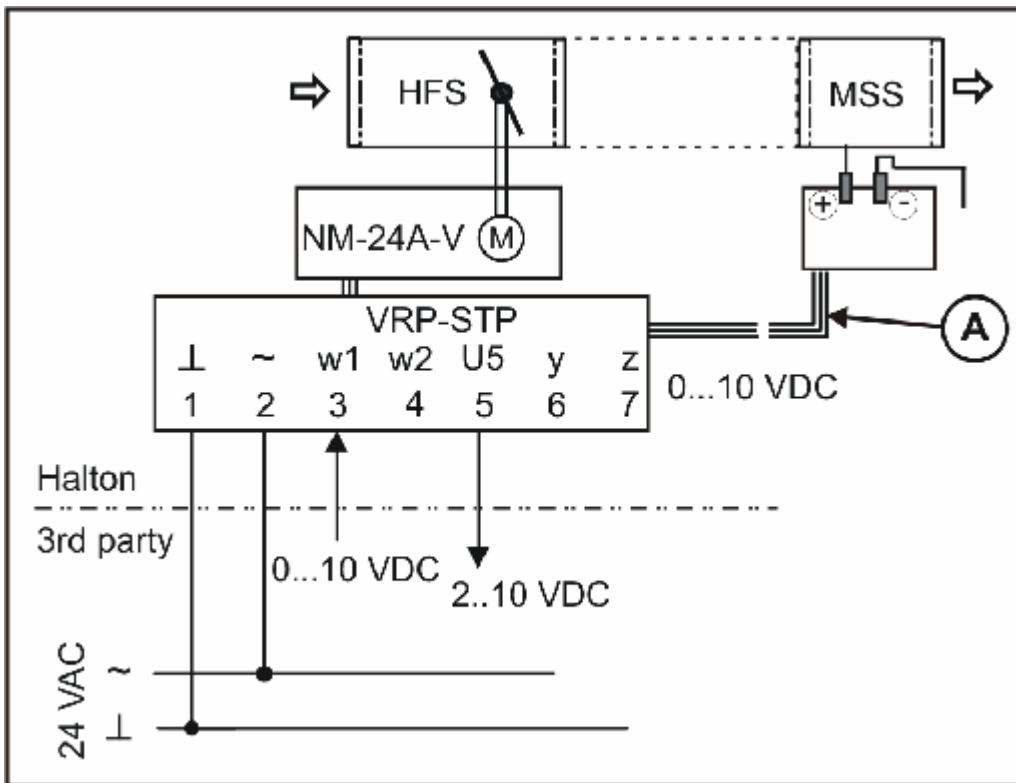 HFS
MSS
NM-24A-V M
+ -
VRP-STP
⊥ ~ w1 w2 U5 y z
1 2 3 4 5 6 7
A
0...10 VDC
Halton
3rd party
0...10 VDC
2..10 VDC
24 VAC
~
⊥